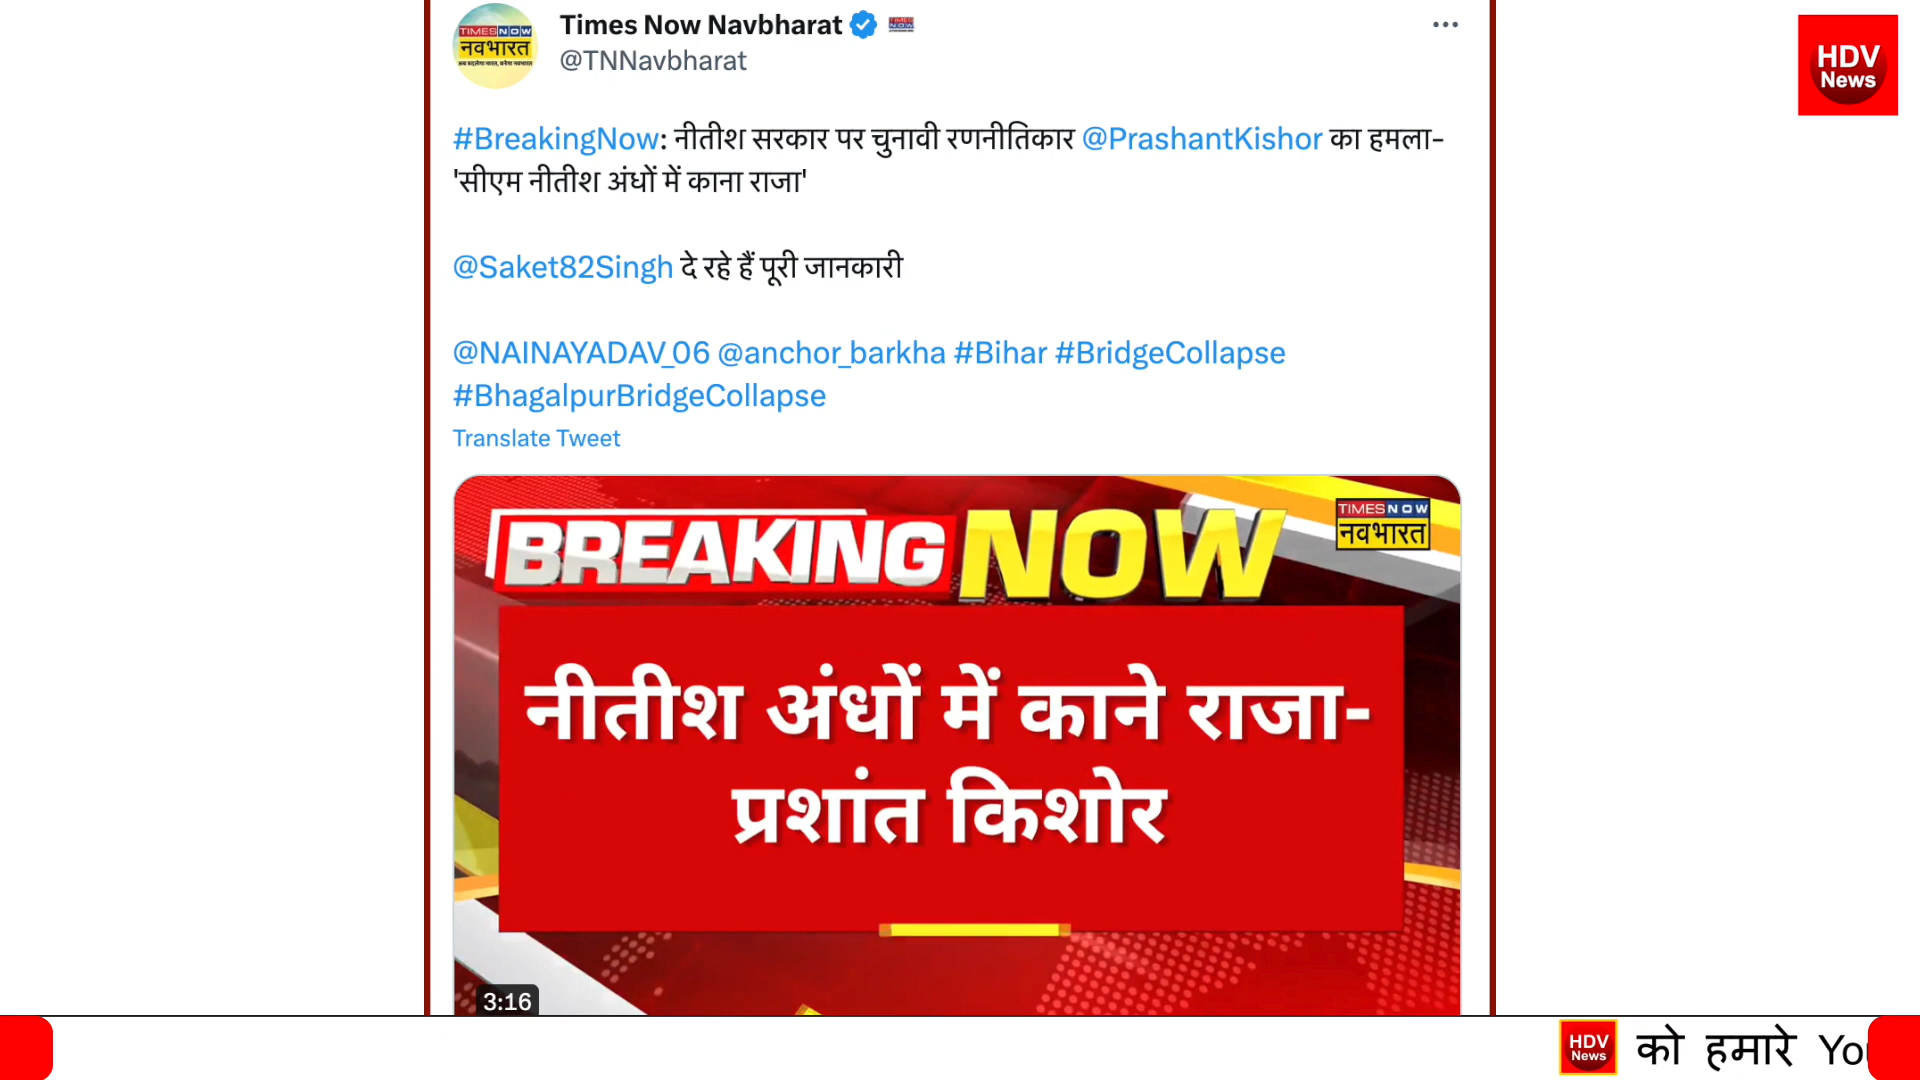 Times Now Navbharat
@TNNavbharat
HDV
News
#BreakingNow: नीतीश सरकार पर चुनावी रणनीतिकार @PrashantKishor का हमला-
'सीएम नीतीश अंधों में काना राजा'
@Saket82Singh दे रहे हैं पूरी जानकारी
@NAINAYADAV_06 @anchor_barkha #Bihar #BridgeCollapse
#BhagalpurBridgeCollapse
Translate Tweet
BREAKING NOW
TIMES NOW
नवभारत
नीतीश अंधों में काने राजा-
प्रशांत किशोर
3:16
HDV
News
को हमारे